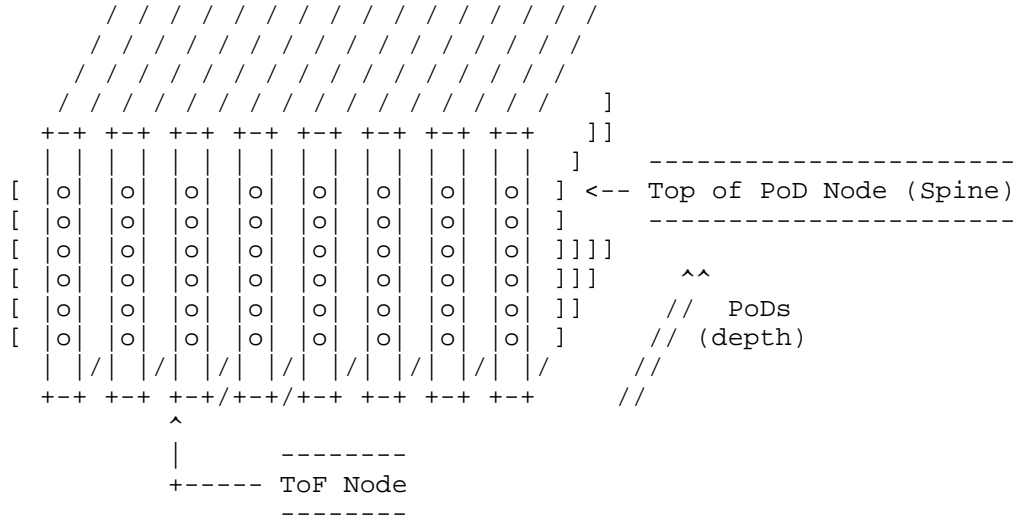 Top of PoD Node (Spine)
PoDs
(depth)
ToF Node